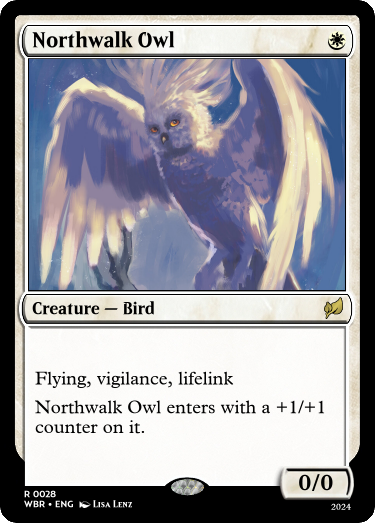 Northwalk Owl
Creature — Bird
Flying, vigilance, lifelink
Northwalk Owl enters with a +1/+1
counter on it.
0/0
R 0028
WBR • ENG Lisa Lenz
2024